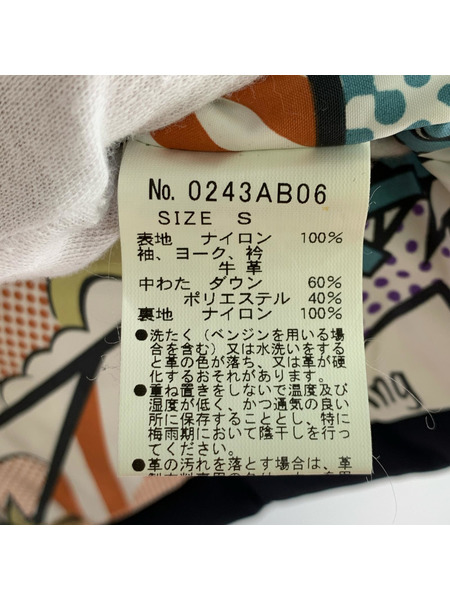 No. 0243AB06
SIZE S
表地 ナイロン 100%
袖、ヨーク、衿
牛革
中わた ダウン 60%
ポリエステル 40%
裏地 ナイロン 100%
●洗たく(ベンジンを用いる場
合を含む)又は水洗いをする
と革の色が落ち、又は革が硬
化するおそれがあります。
●重ね置きをしないで温度及び
湿度が低く、かつ通気の良い
所に保存することとし、特に
梅雨期において陰干しを行っ
てください。
●革の汚れを落とす場合は、革
ng